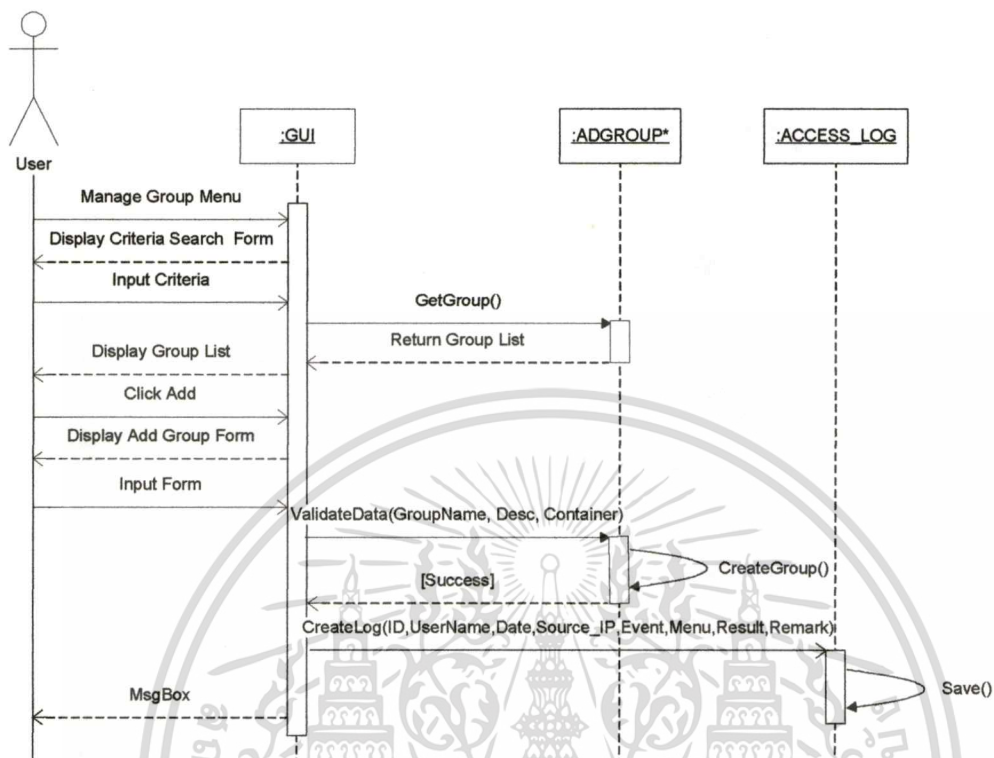 :GUI
:ADGROUP*
:ACCESS_LOG
User
Manage Group Menu
Display Criteria Search Form
Input Criteria
GetGroup()
Return Group List
Display Group List
Click Add
Display Add Group Form
Input Form
ValidateData(GroupName, Desc, Container)
CreateGroup()
[Success]
CreateLog(ID,UserName,Date,Source_IP,Event,Menu,Result,Remark)
Save()
MsgBox